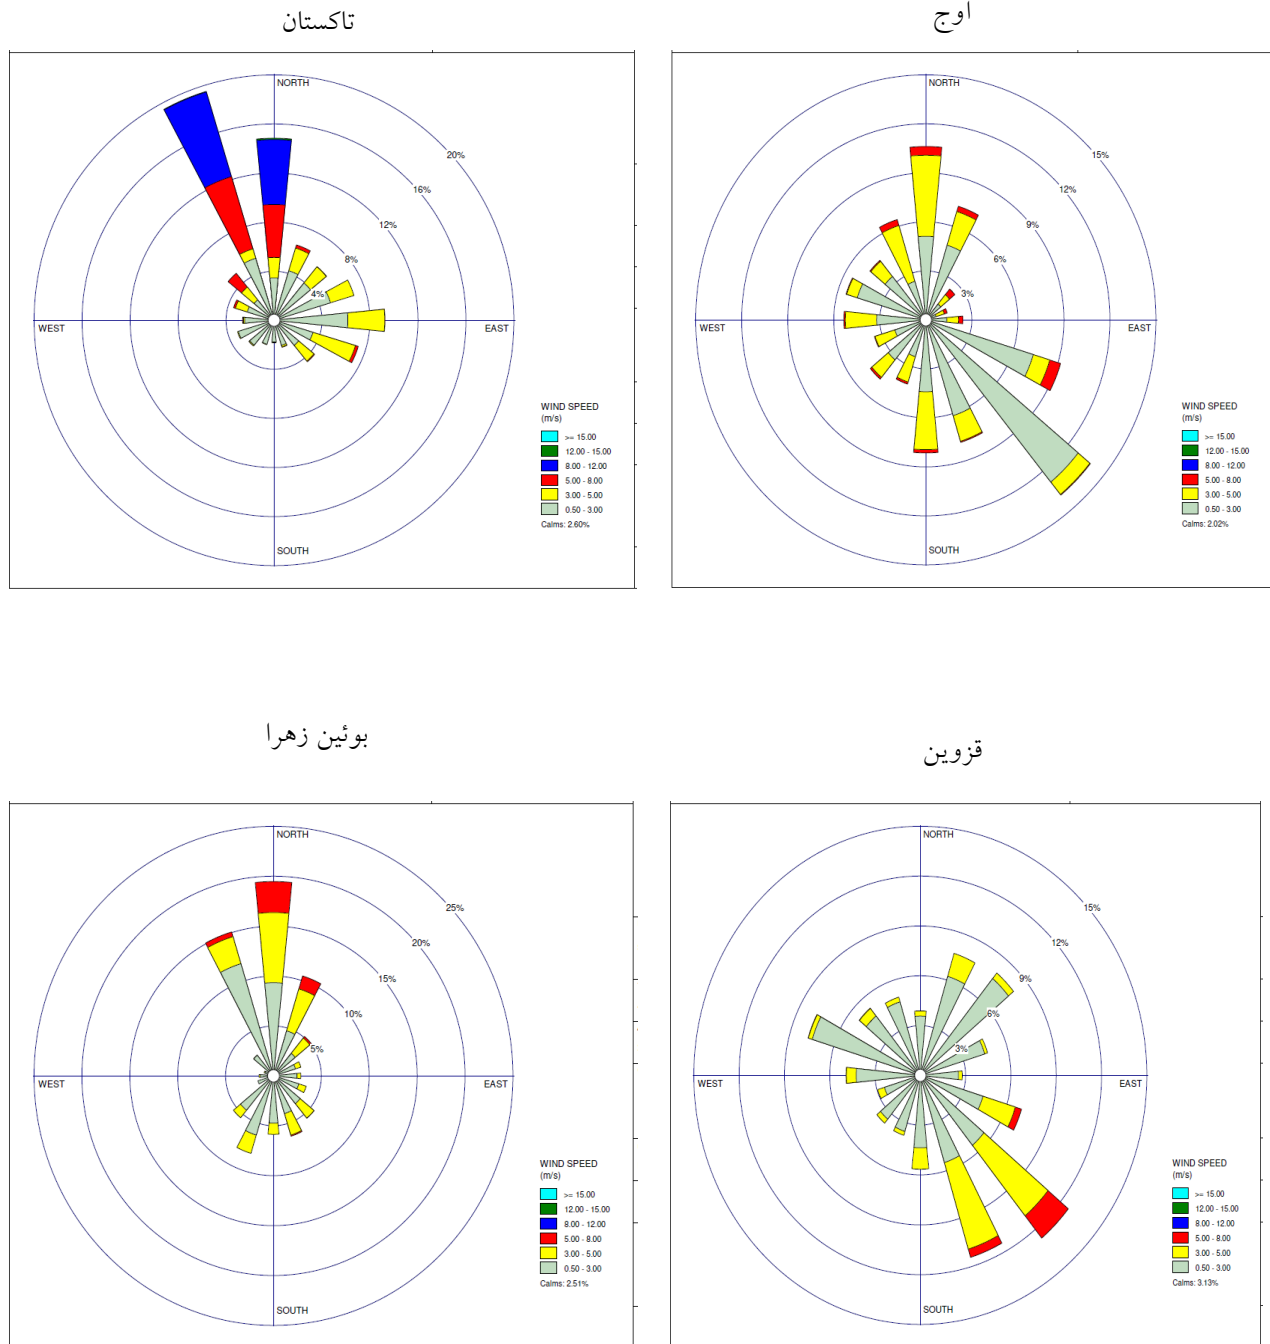 تاکستان
NORTH
20%
16%
12%
8%
4%
WEST
EAST
SOUTH
WIND SPEED
(m/s)
>= 15.00
12.00 - 15.00
8.00 - 12.00
5.00 - 8.00
3.00 - 5.00
0.50 - 3.00
Calms: 2.60%
اوج
NORTH
15%
12%
9%
6%
3%
WEST
EAST
SOUTH
WIND SPEED
(m/s)
>= 15.00
12.00 - 15.00
8.00 - 12.00
5.00 - 8.00
3.00 - 5.00
0.50 - 3.00
Calms: 2.02%
بوئین زهرا
NORTH
25%
20%
15%
10%
5%
WEST
EAST
SOUTH
WIND SPEED
(m/s)
>= 15.00
12.00 - 15.00
8.00 - 12.00
5.00 - 8.00
3.00 - 5.00
0.50 - 3.00
Calms: 2.51%
قزوین
NORTH
15%
12%
9%
6%
3%
WEST
EAST
SOUTH
WIND SPEED
(m/s)
>= 15.00
12.00 - 15.00
8.00 - 12.00
5.00 - 8.00
3.00 - 5.00
0.50 - 3.00
Calms: 3.13%